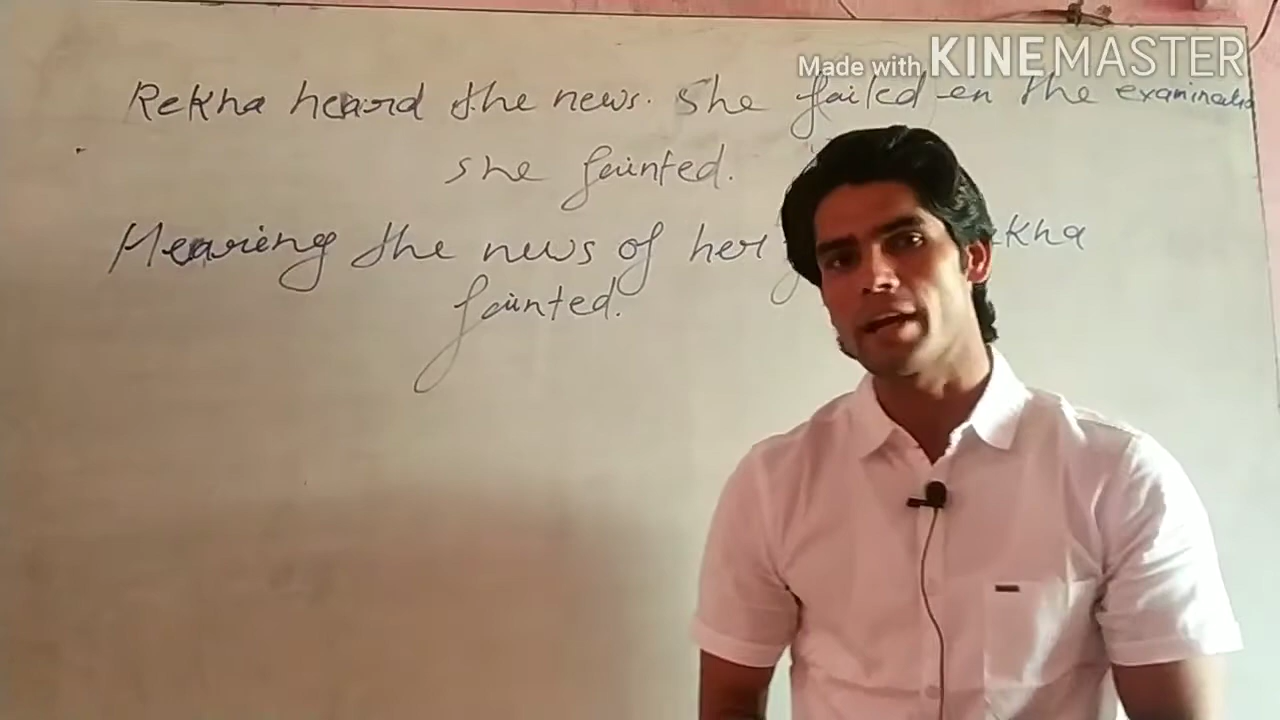 Made with KINEMASTER
Rekha heard the news. She failed in the examination
she fainted.
Hearing the news of her
fainted.